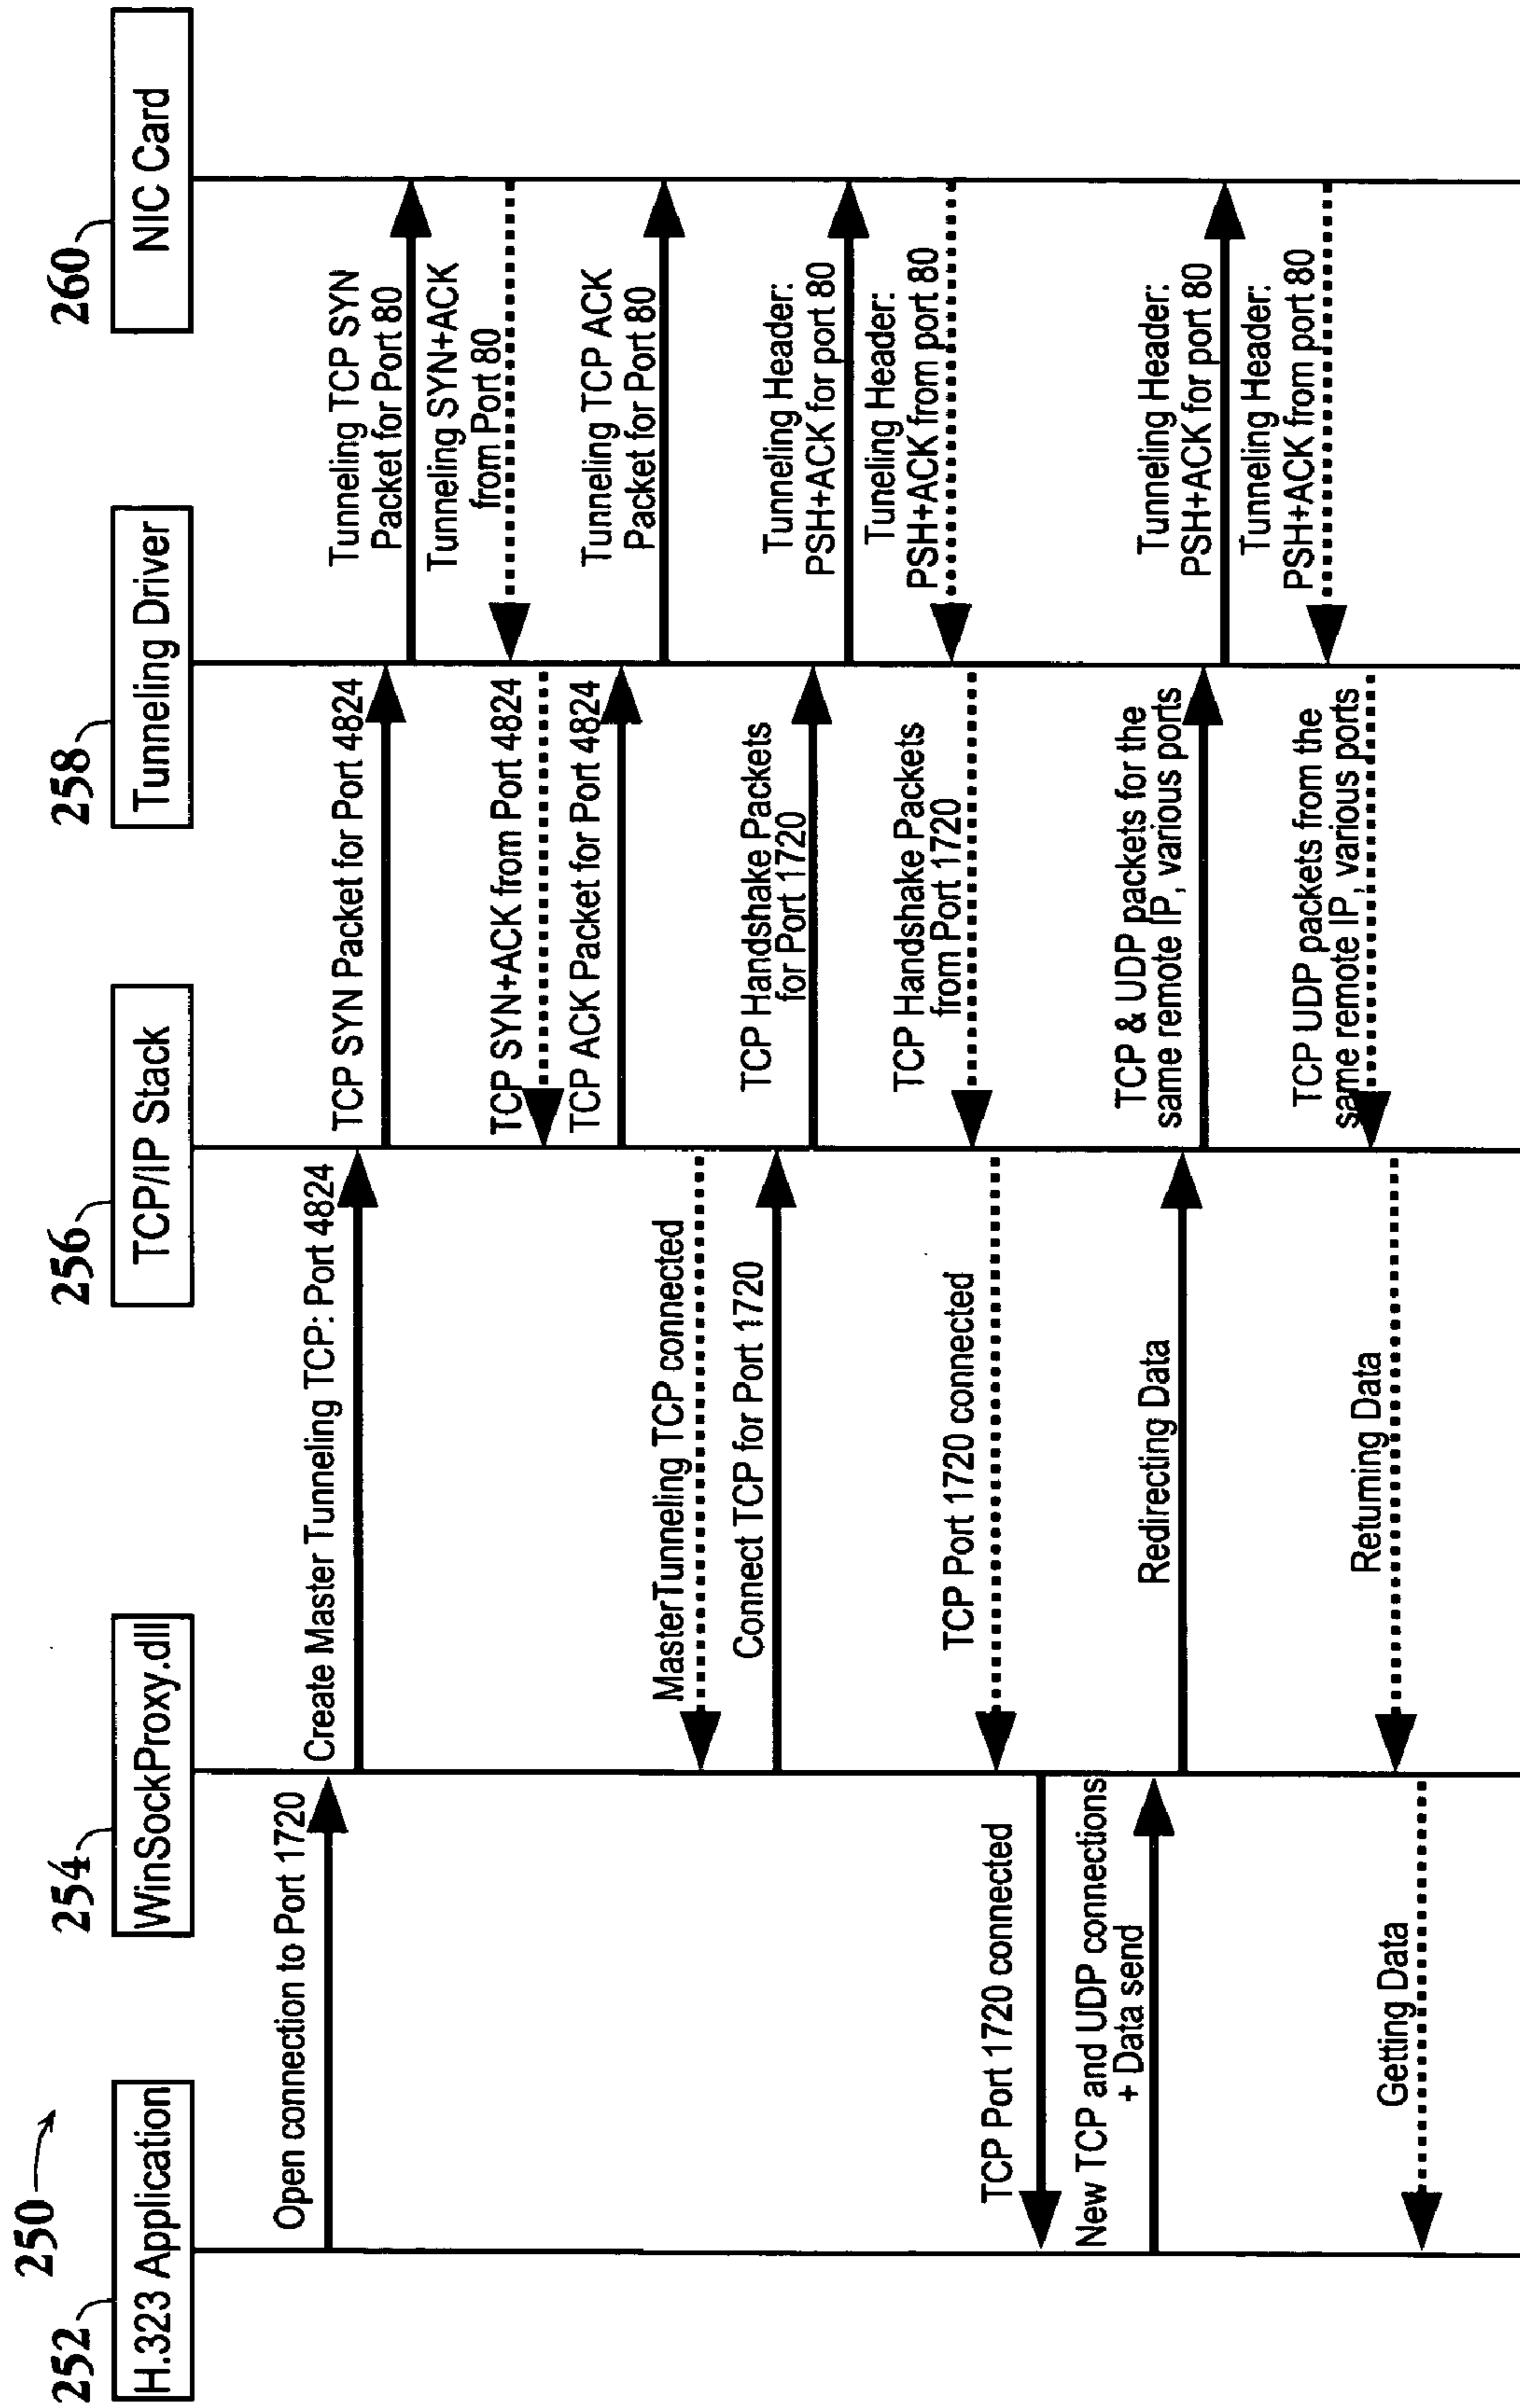 250
252
H.323 Application
254
WinSockProxy.dll
256
TCP/IP Stack
258
Tunneling Driver
260
NIC Card
Open connection to Port 1720
Create Master Tunneling TCP: Port 4824
TCP SYN Packet for Port 4824
Tunneling TCP SYN
Packet for Port 80
Tunneling SYN+ACK
from Port 80
TCP SYN+ACK from Port 4824
TCP ACK Packet for Port 4824
Tunneling TCP ACK
Packet for Port 80
MasterTunneling TCP connected
Connect TCP for Port 1720
TCP Handshake Packets
for Port 1720
Tunneling Header:
PSH+ACK for port 80
Tuneling Header:
PSH+ACK from port 80
TCP Handshake Packets
from Port 1720
TCP Port 1720 connected
TCP Port 1720 connected
New TCP and UDP connections
+ Data send
Redirecting Data
TCP & UDP packets for the
same remote IP, various ports
Tunneling Header:
PSH+ACK for port 80
Tunneling Header:
PSH+ACK from port 80
TCP UDP packets from the
same remote IP, various ports
Returning Data
Getting Data